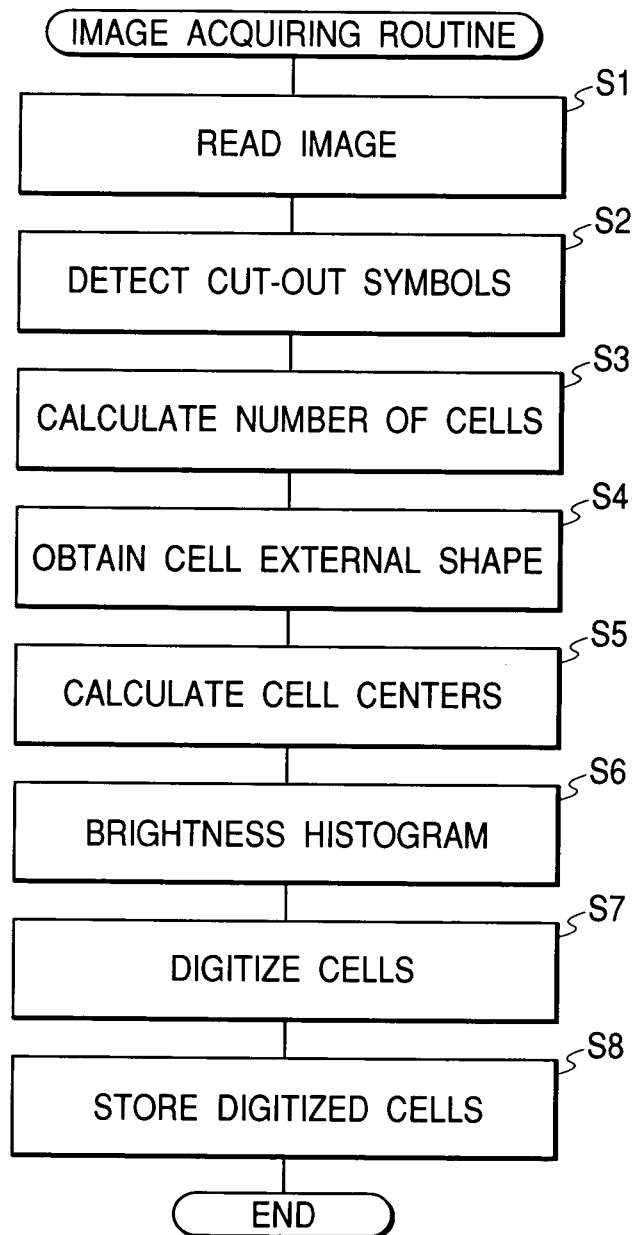 IMAGE ACQUIRING ROUTINE
S1
READ IMAGE
S2
DETECT CUT-OUT SYMBOLS
S3
CALCULATE NUMBER OF CELLS
S4
OBTAIN CELL EXTERNAL SHAPE
S5
CALCULATE CELL CENTERS
S6
BRIGHTNESS HISTOGRAM
S7
DIGITIZE CELLS
S8
STORE DIGITIZED CELLS
END